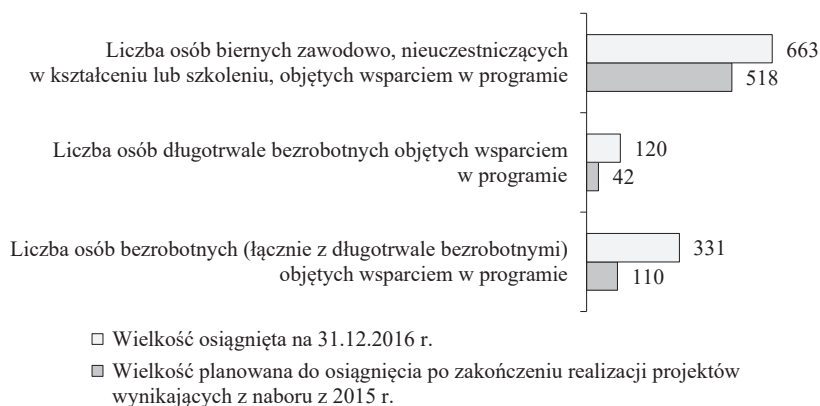 Liczba osób biernych zawodowo, nieuczestniczących
w kształceniu lub szkoleniu, objętych wsparciem w programie
663
518
Liczba osób długotrwale bezrobotnych objętych wsparciem
w programie
120
42
Liczba osób bezrobotnych (łącznie z długotrwale bezrobotnymi)
objętych wsparciem w programie
331
110
Wielkość osiągnięta na 31.12.2016 r.
Wielkość planowana do osiągnięcia po zakończeniu realizacji projektów
wynikających z naboru z 2015 r.